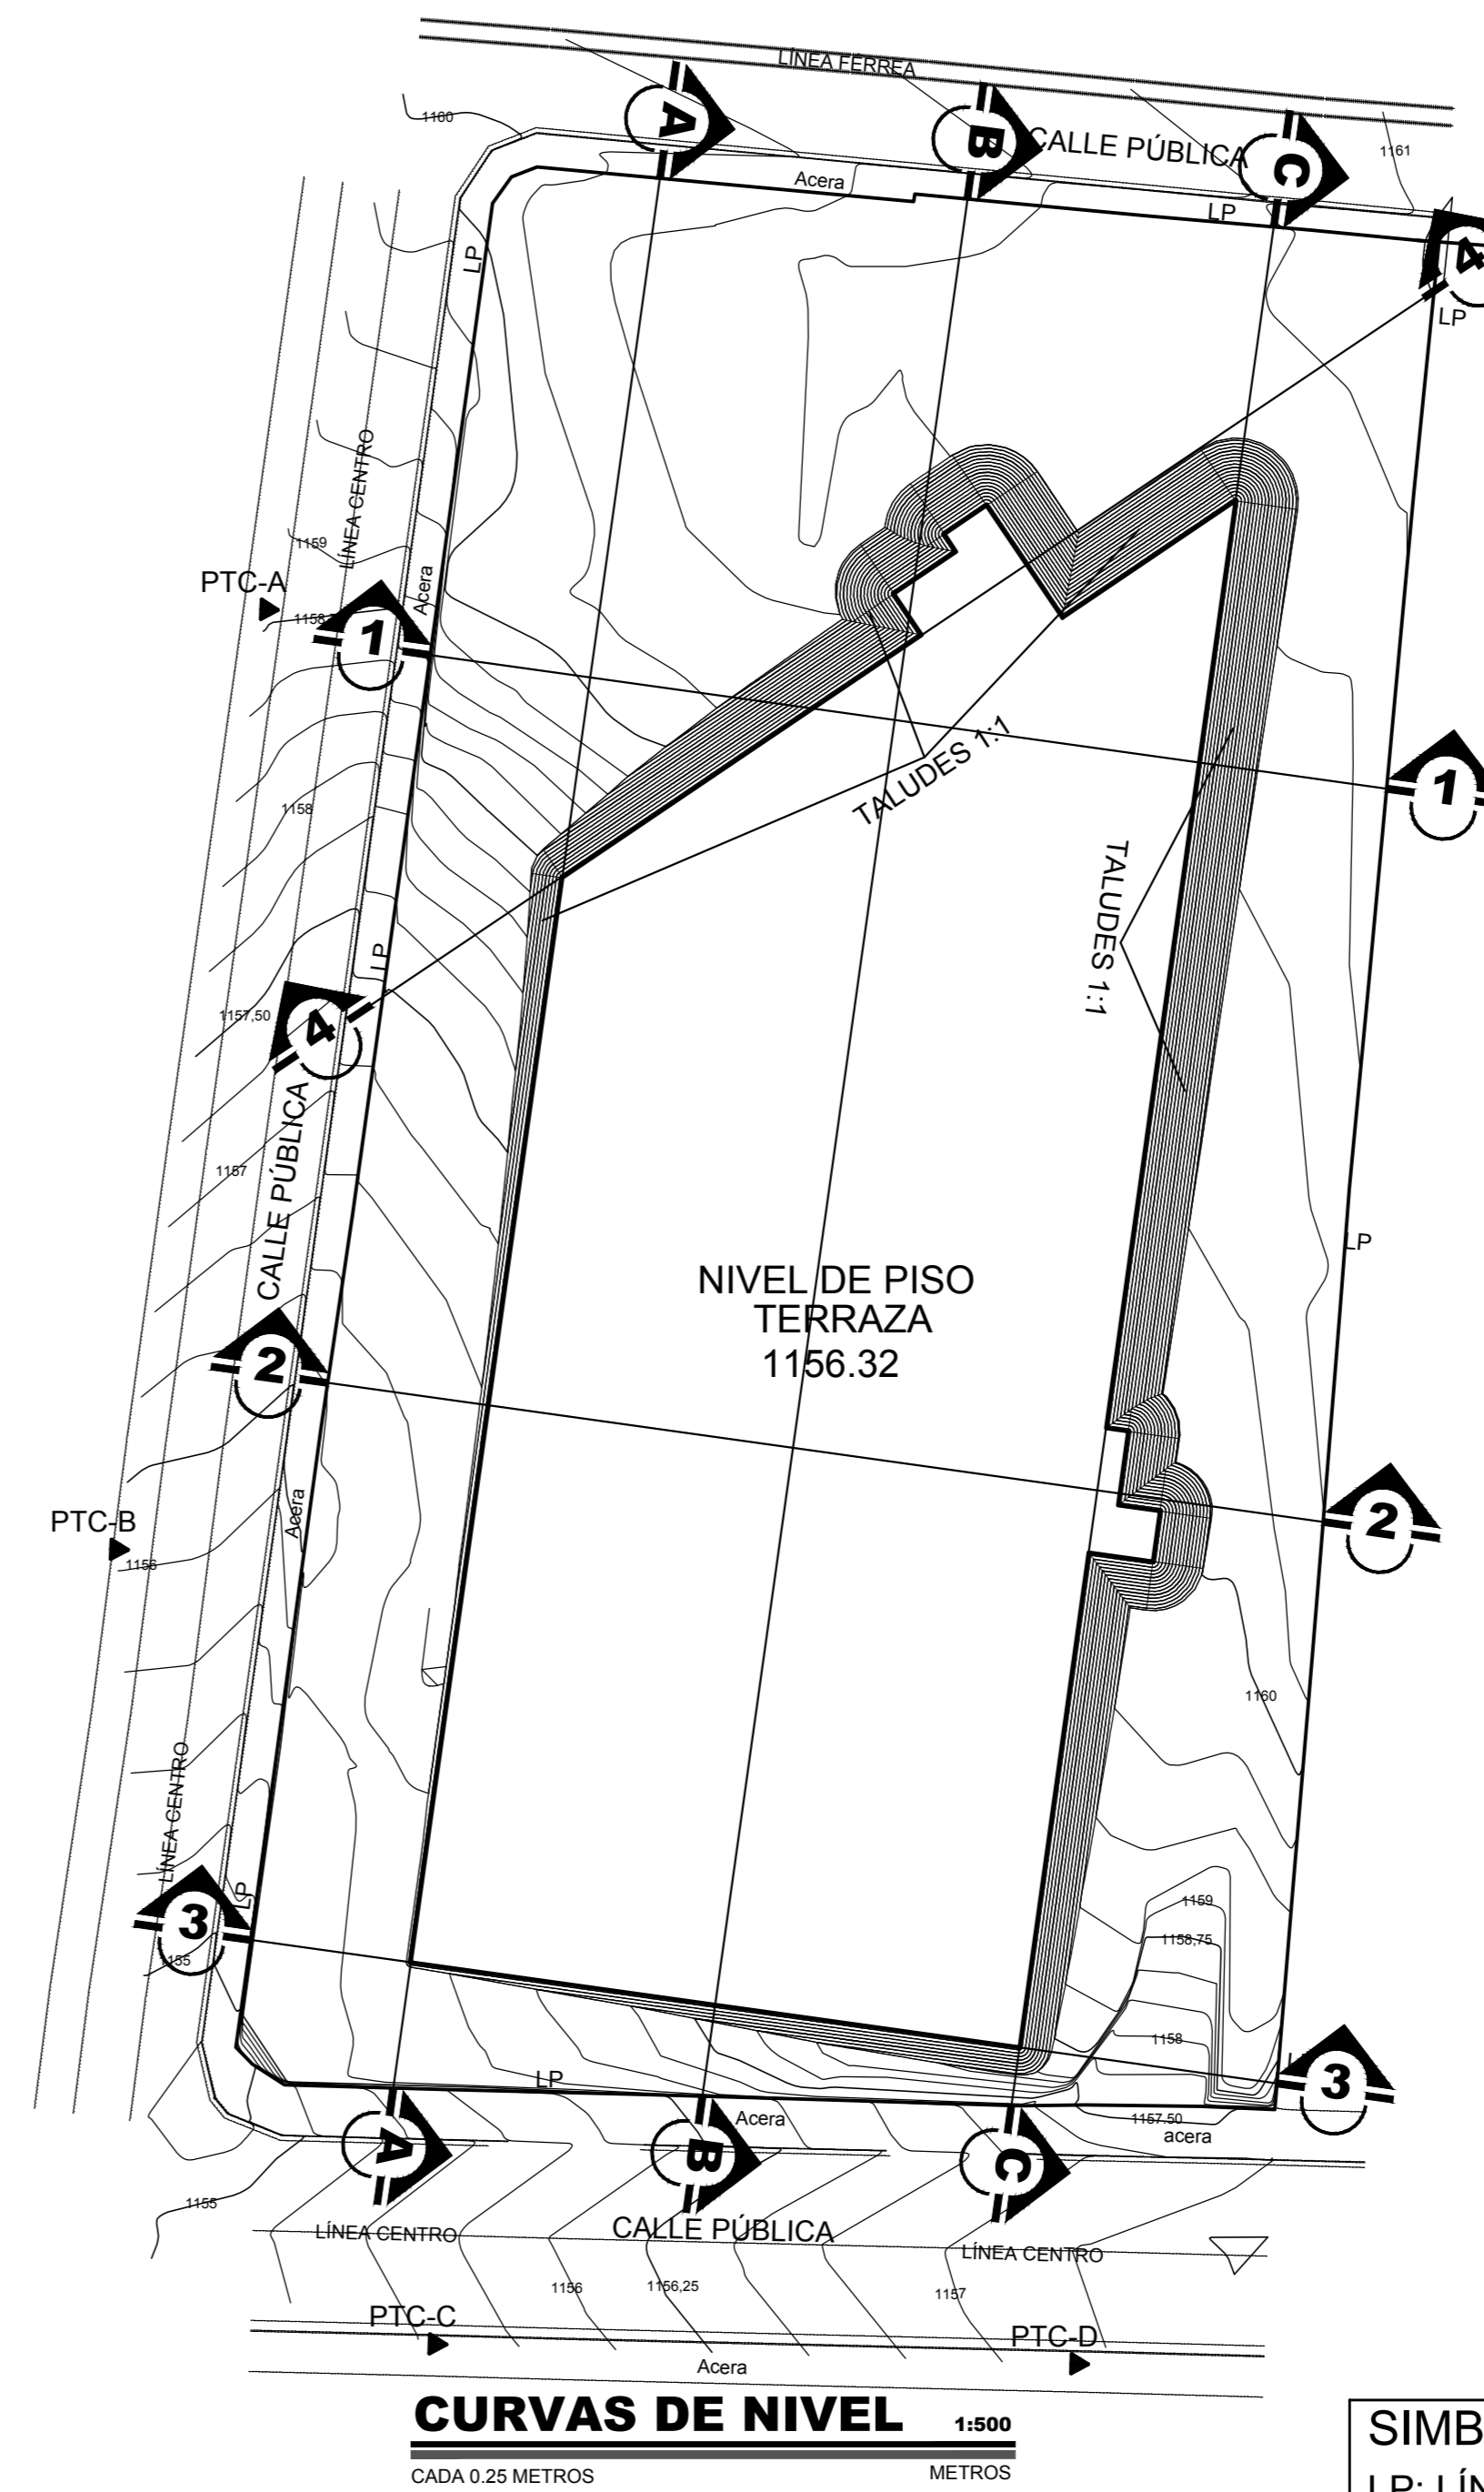 LÍNEA FÉRREA
1160
A
B
CALLE PÚBLICA
C
1161
Acera
LP
LP
4
LP
LÍNEA CENTRO
1159
PTC-A
Acera
1
TALUDES 1:1
1
1158
TALUDES 1:1
LP
1157,50
4
CALLE PÚBLICA
1157
LP
NIVEL DE PISO
TERRAZA
1156.32
2
Acera
PTC-B
2
1156
1160
LÍNEA CENTRO
LP
1159
3
1158,75
1155
1158
LP
3
Acera
1157.50
acera
A
B
C
1155
LÍNEA CENTRO
CALLE PÚBLICA
LÍNEA CENTRO
1156
1156,25
1157
PTC-C
PTC-D
Acera
CURVAS DE NIVEL 1:500
CADA 0.25 METROS METROS
SIMB
LP: LÍN